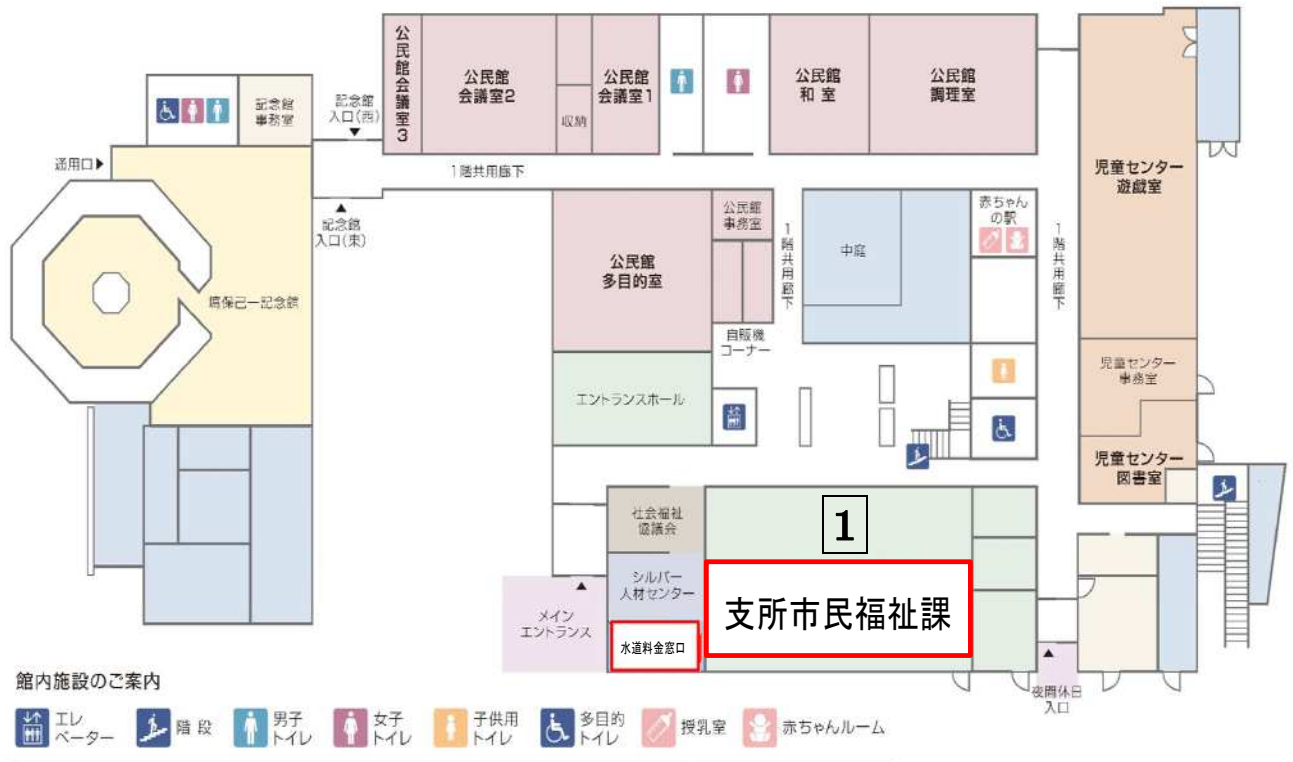 公民館会議室3
公民館
会議室2
収納
公民館
会議室1
公民館
和室
公民館
調理室
記念館
事務室
記念館
入口(西)
通用口
1階共用廊下
記念館
入口(東)
塙保己一記念館
公民館
事務室
公民館
多目的室
自販機
コーナー
1階共用廊下
中庭
赤ちゃん
の駅
1階共用廊下
児童センター
遊戯室
児童センター
事務室
児童センター
図書室
エントランスホール
社会福祉
協議会
シルバー
人材センター
水道料金窓口
1
支所市民福祉課
メイン
エントランス
夜間休日
入口
館内施設のご案内
エレ
ベーター
階段
男子
トイレ
女子
トイレ
子供用
トイレ
多目的
トイレ
授乳室
赤ちゃんルーム